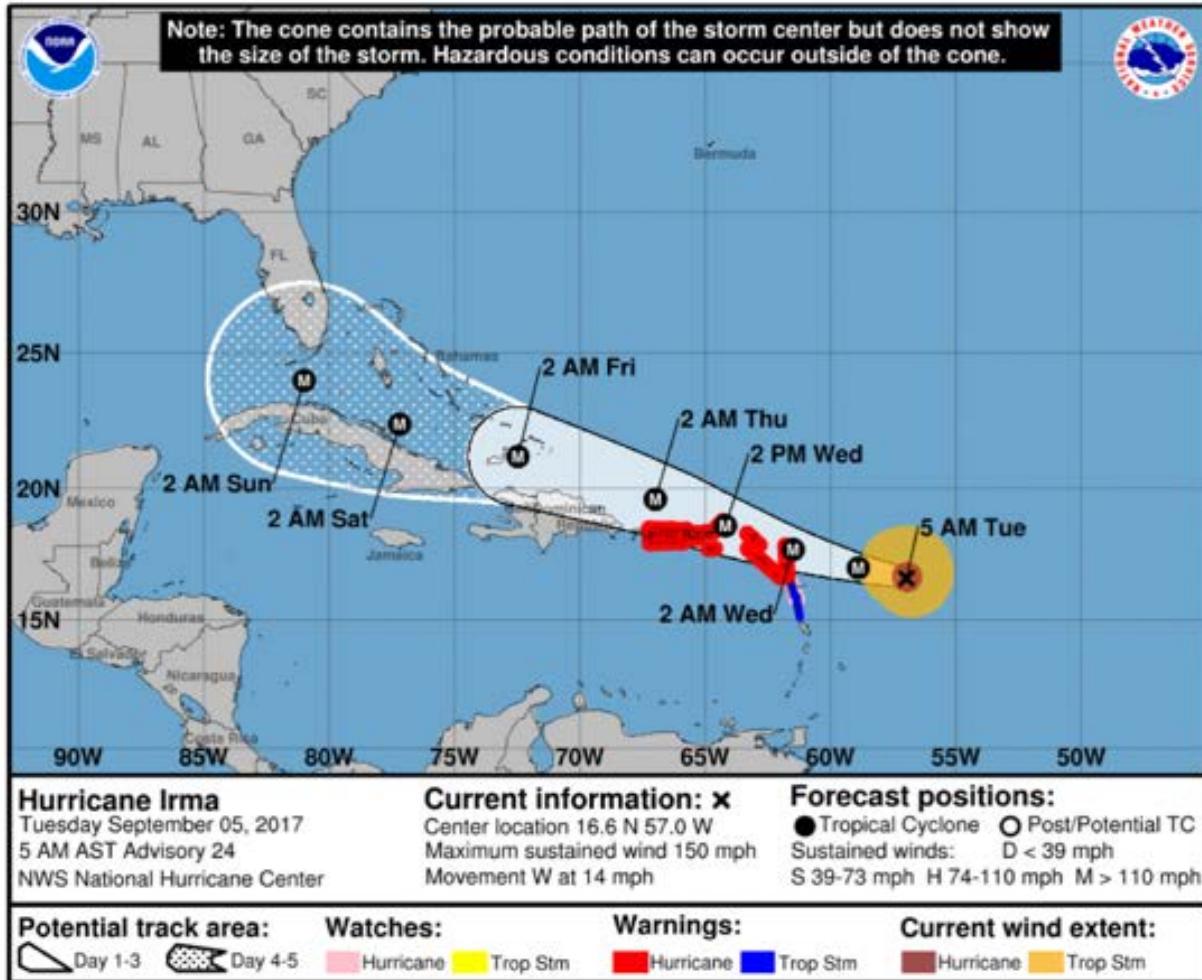 Note: The cone contains the probable path of the storm center but does not show
the size of the storm. Hazardous conditions can occur outside of the cone.
NOAA
NATIONAL WEATHER SERVICE
SC
MS
AL
GA
Bermuda
30N
FL
25N
Bahamas
2 AM Fri
2 AM Thu
2 PM Wed
Cuba
2 AM Sun
20N
Mexico
2 AM Sat
5 AM Tue
Jamaica
Belize
2 AM Wed
Guatemala
15N
Honduras
El Salvador
Nicaragua
Costa Rica
M
M
M
M
M
M
M
90W
85W
80W
75W
70W
65W
60W
55W
50W
Hurricane Irma
Tuesday September 05, 2017
5 AM AST Advisory 24
NWS National Hurricane Center
Current information: ×
Center location 16.6 N 57.0 W
Maximum sustained wind 150 mph
Movement W at 14 mph
Forecast positions:
Tropical Cyclone Post/Potential TC
Sustained winds: D < 39 mph
S 39-73 mph H 74-110 mph M > 110 mph
Potential track area:
Day 1-3 Day 4-5
Watches:
Hurricane Trop Stm
Warnings:
Hurricane Trop Stm
Current wind extent:
Hurricane Trop Stm